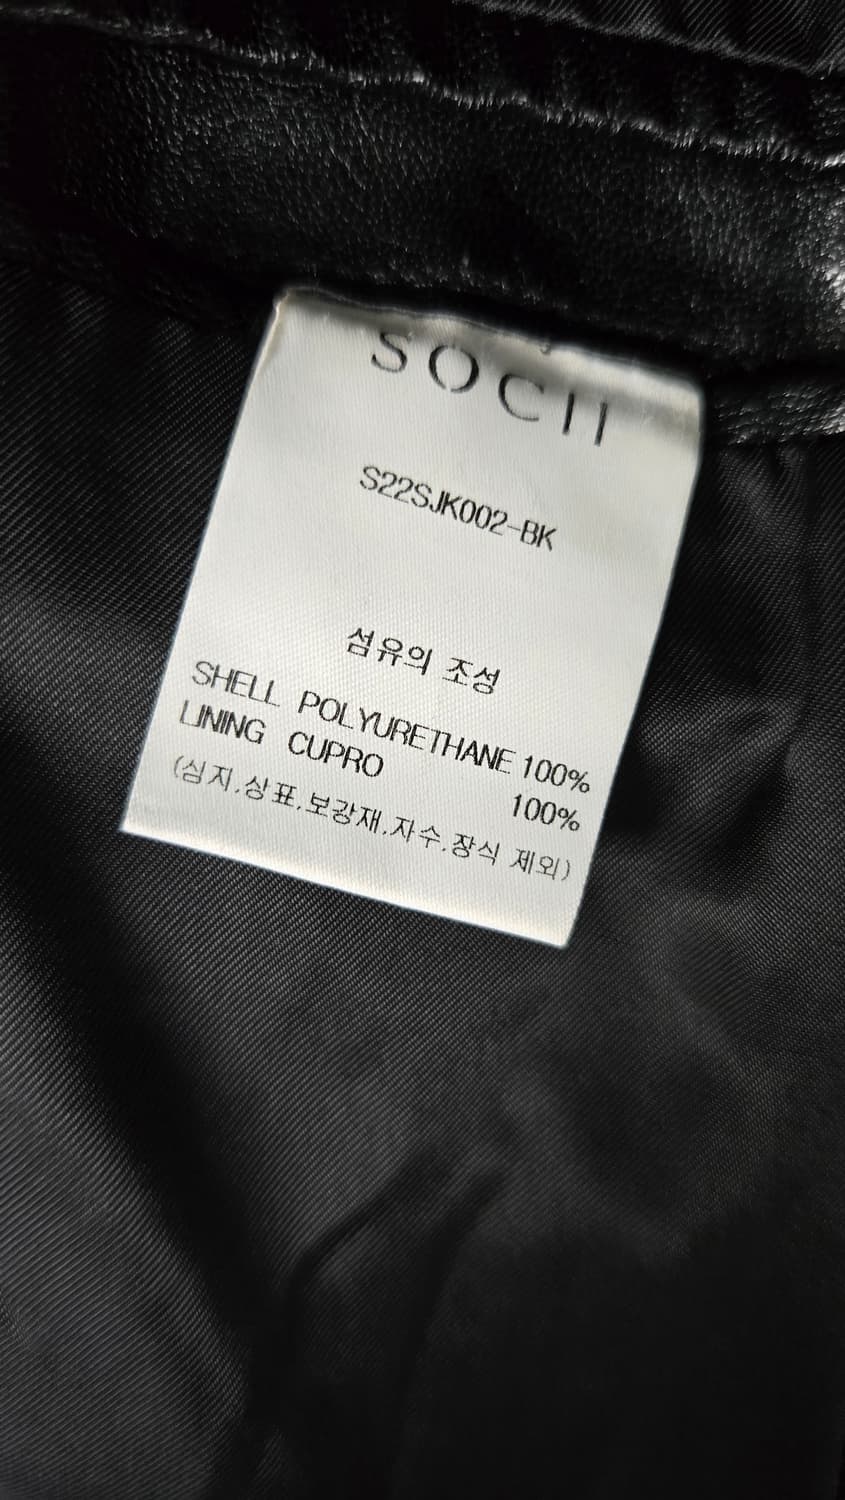 SOCII
S22SJK002-BK
섬유의 조성
SHELL POLYURETHANE 100%
LINING CUPRO 100%
(심지.상표.보강재.자수.장식 제외)